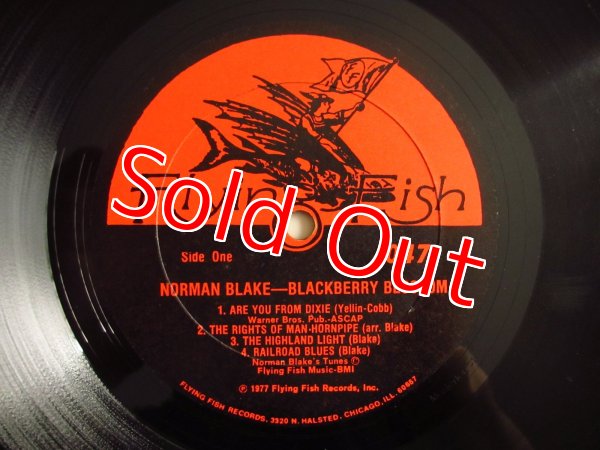 Flying Fish
Sold Out
Side One
047
NORMAN BLAKE—BLACKBERRY
1. ARE YOU FROM DIXIE (Yellin-Cobb)
Warner Bros. Pub.-ASCAP
2. THE RIGHTS OF MAN-HORNPIPE (arr. Blake)
3. THE HIGHLAND LIGHT (Blake)
4. RAILROAD BLUES (Blake)
Norman Blake's Tunes ©
Flying Fish Music-BMI
℗ 1977 Flying Fish Records, Inc.
FLYING FISH RECORDS, 3320 N. HALSTED, CHICAGO, ILL. 60657